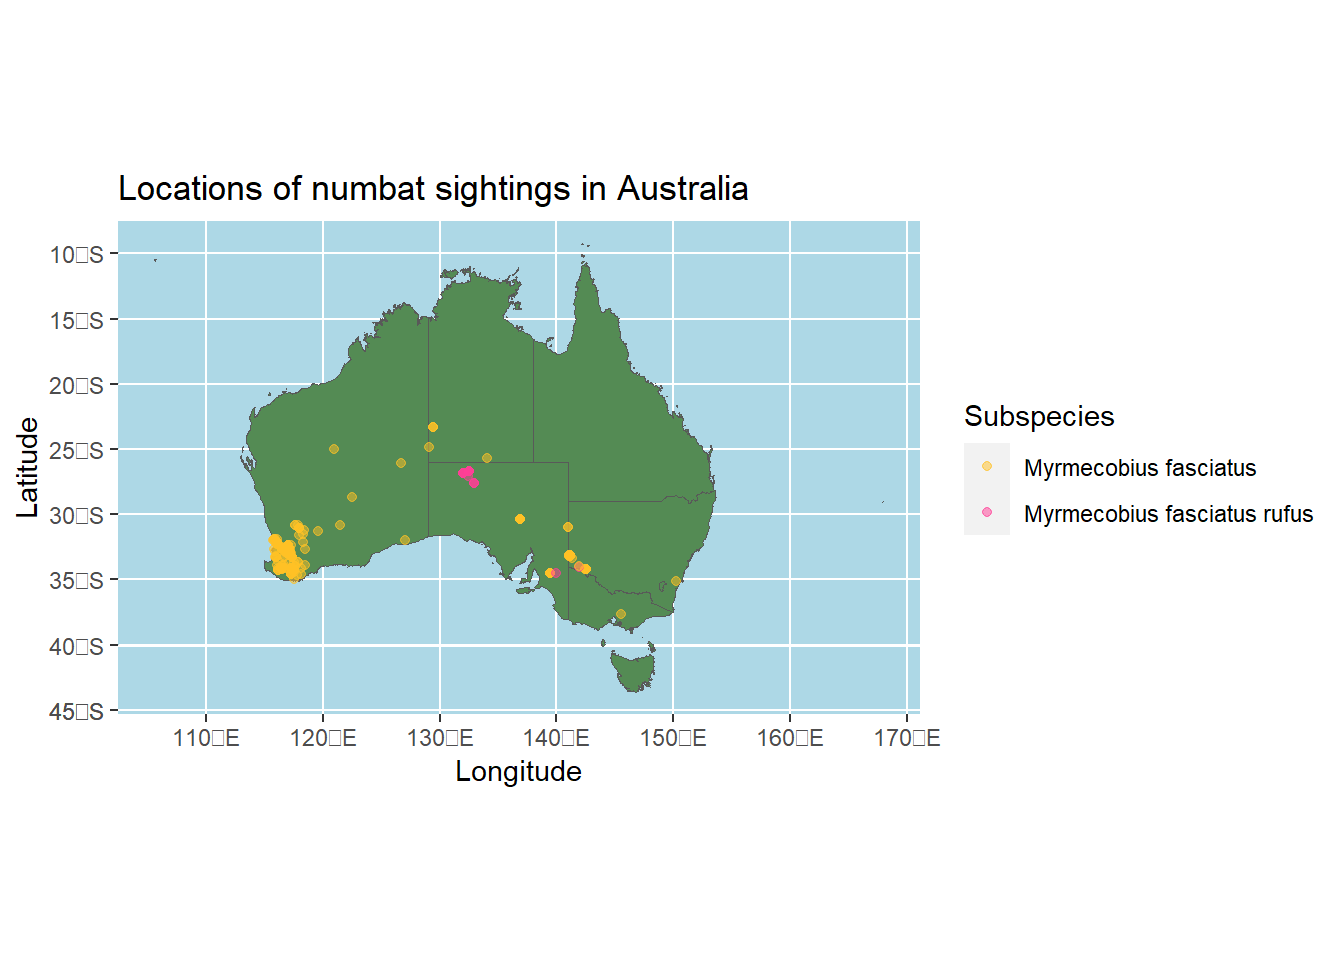 Locations of numbat sightings in Australia
10□S
15□S
20□S
25□S
30□S
35□S
40□S
45□S
Latitude
110□E
120□E
130□E
140□E
150□E
160□E
170□E
Longitude
Subspecies
Myrmecobius fasciatus
Myrmecobius fasciatus rufus